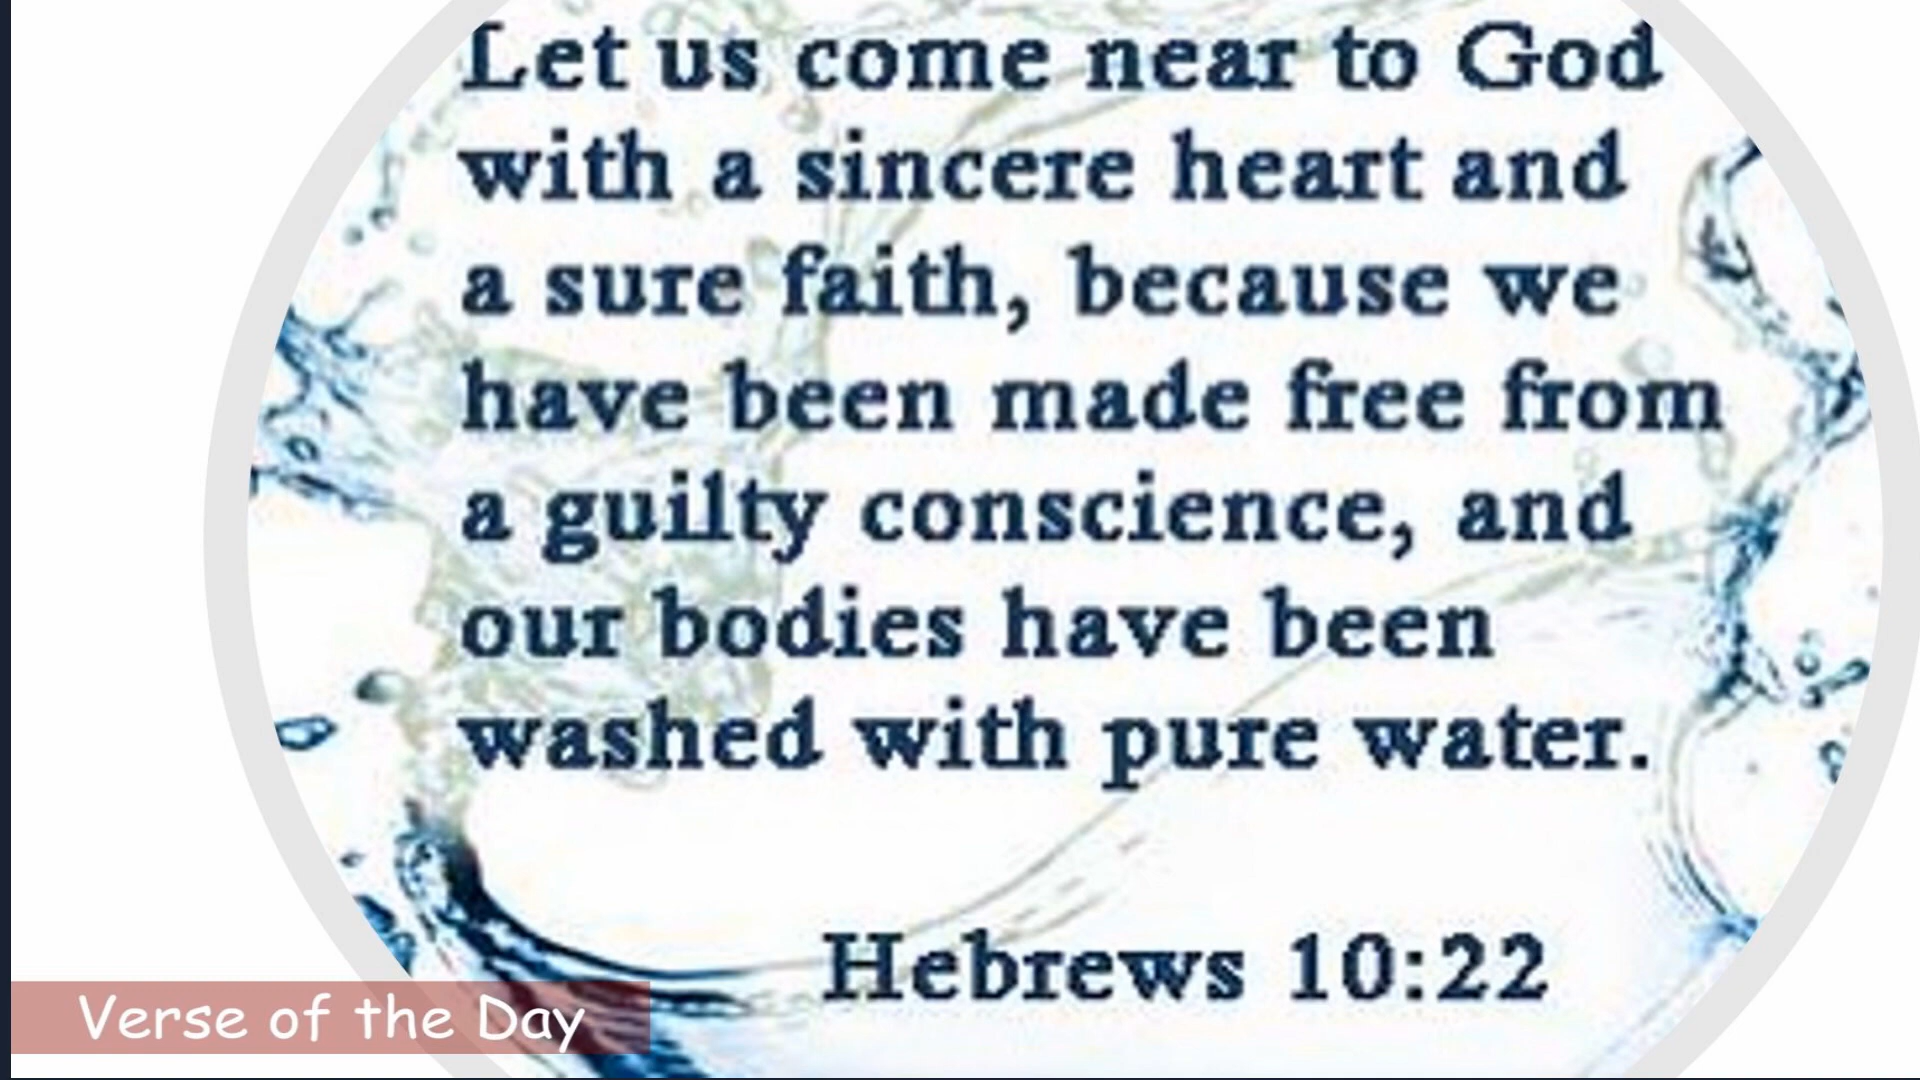 Let us come near to God
with a sincere heart and
a sure faith, because we
have been made free from
a guilty conscience, and
our bodies have been
washed with pure water.
Hebrews 10:22
Verse of the Day